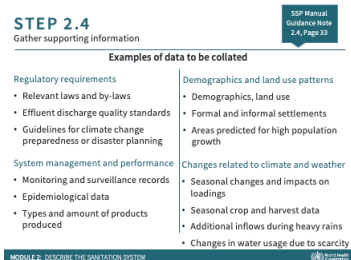 STEP 2.4
Gather supporting information
SSP Manual
Guidance Note
2.4, Page 33
Examples of data to be collated
Regulatory requirements
• Relevant laws and by-laws
• Effluent discharge quality standards
• Guidelines for climate change
preparedness or disaster planning
System management and performance
• Monitoring and surveillance records
• Epidemiological data
• Types and amount of products
produced
Demographics and land use patterns
• Demographics, land use
• Formal and informal settlements
• Areas predicted for high population
growth
Changes related to climate and weather
• Seasonal changes and impacts on
loadings
• Seasonal crop and harvest data
• Additional inflows during heavy rains
• Changes in water usage due to scarcity
MODULE 2: DESCRIBE THE SANITATION SYSTEM
World Health
Organization